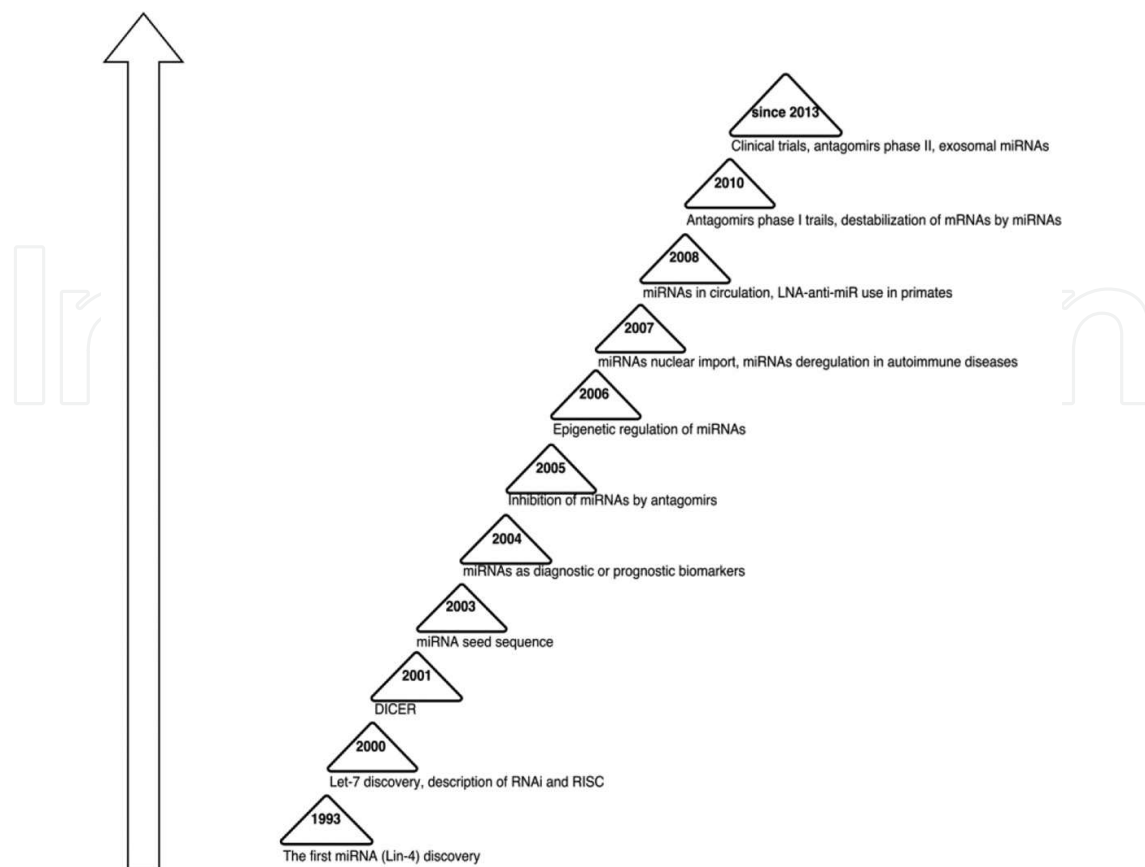 since 2013
Clinical trials, antagomirs phase II, exosomal miRNAs
2010
Antagomirs phase I trails, destabilization of mRNAs by miRNAs
2008
miRNAs in circulation, LNA-anti-miR use in primates
2007
miRNAs nuclear import, miRNAs deregulation in autoimmune diseases
2006
Epigenetic regulation of miRNAs
2005
Inhibition of miRNAs by antagomirs
2004
miRNAs as diagnostic or prognostic biomarkers
2003
miRNA seed sequence
2001
DICER
2000
Let-7 discovery, description of RNAi and RISC
1993
The first miRNA (Lin-4) discovery